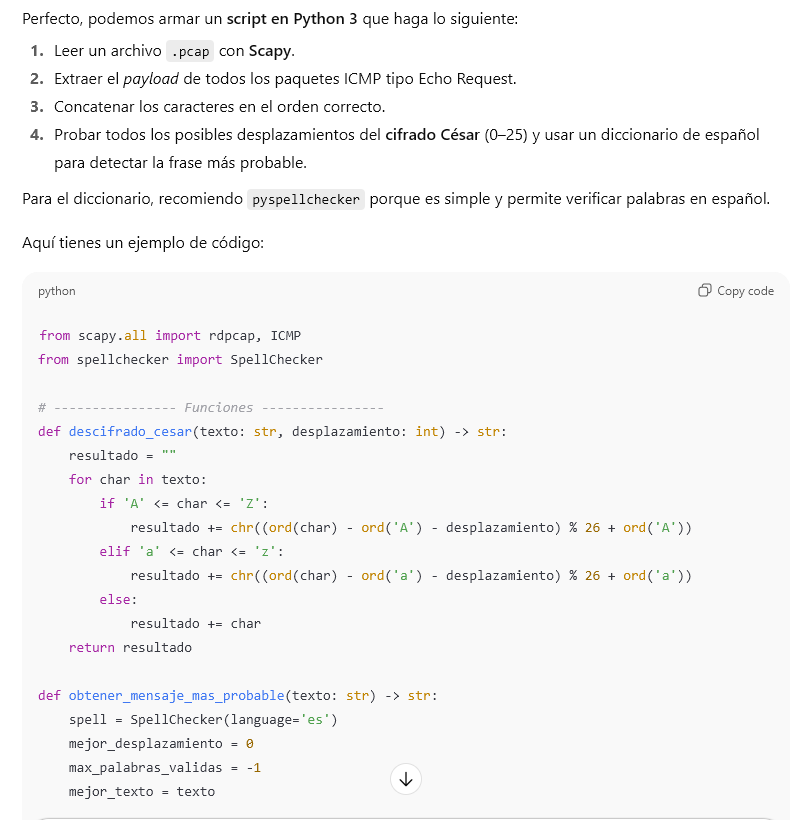 Perfecto, podemos armar un script en Python 3 que haga lo siguiente:
1. Leer un archivo .pcap con Scapy.
2. Extraer el payload de todos los paquetes ICMP tipo Echo Request.
3. Concatenar los caracteres en el orden correcto.
4. Probar todos los posibles desplazamientos del cifrado César (0–25) y usar un diccionario de español
para detectar la frase más probable.
Para el diccionario, recomiendo pyspellchecker porque es simple y permite verificar palabras en español.
Aquí tienes un ejemplo de código:
python Copy code
from scapy.all import rdpcap, ICMP
from spellchecker import SpellChecker
# ---------------- Funciones ----------------
def descifrado_cesar(texto: str, desplazamiento: int) -> str:
    resultado = ""
    for char in texto:
        if 'A' <= char <= 'Z':
            resultado += chr((ord(char) - ord('A') - desplazamiento) % 26 + ord('A'))
        elif 'a' <= char <= 'z':
            resultado += chr((ord(char) - ord('a') - desplazamiento) % 26 + ord('a'))
        else:
            resultado += char
    return resultado
def obtener_mensaje_mas_probable(texto: str) -> str:
    spell = SpellChecker(language='es')
    mejor_desplazamiento = 0
    max_palabras_validas = -1
    mejor_texto = texto